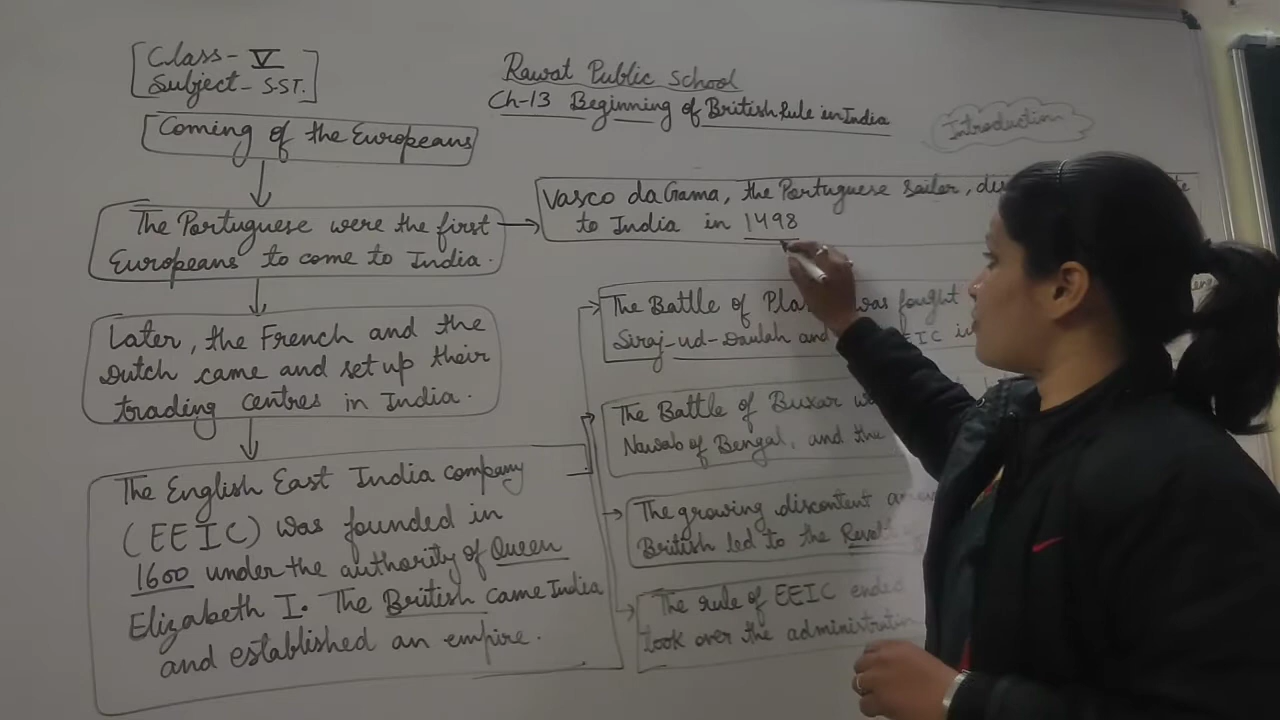 Class - V
Subject - S.ST.
Rawat Public School
Ch-13 Beginning of British Rule in India
Introduction
Coming of the Europeans
The Portuguese were the first
Europeans to come to India.
Later, the French and the
Dutch came and set up their
trading centres in India.
The English East India company
(EEIC) was founded in
1600 under the authority of Queen
Elizabeth I. The British came India
and established an empire.
Vasco da Gama, the Portuguese sailor,
to India in 1498
The Battle of was fought
Siraj-ud-Daulah and EEIC
The Battle of Buxar
Nawab of Bengal, and the
The growing discontent
British led to the Revolt
The rule of EEIC ended
took over the administration